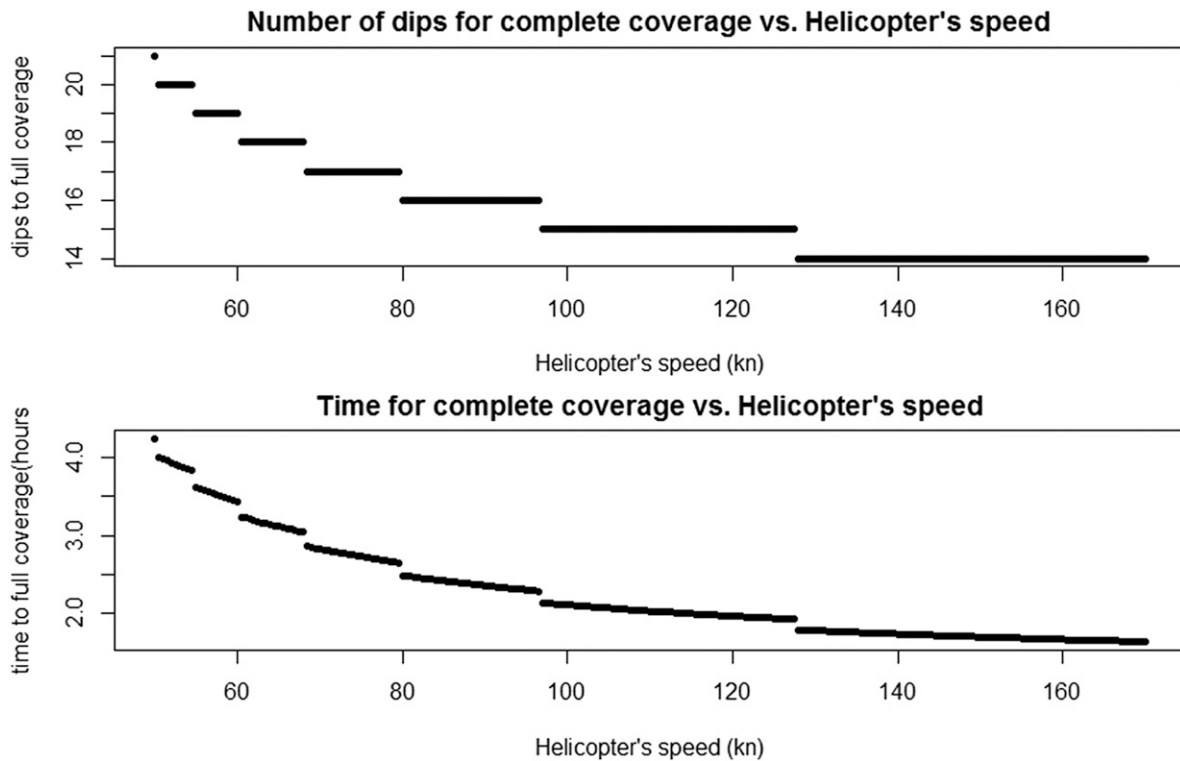 Number of dips for complete coverage vs. Helicopter's speed
dips to full coverage
20
18
16
14
60 80 100 120 140 160
Helicopter's speed (kn)
Time for complete coverage vs. Helicopter's speed
time to full coverage(hours
4.0
3.0
2.0
60 80 100 120 140 160
Helicopter's speed (kn)